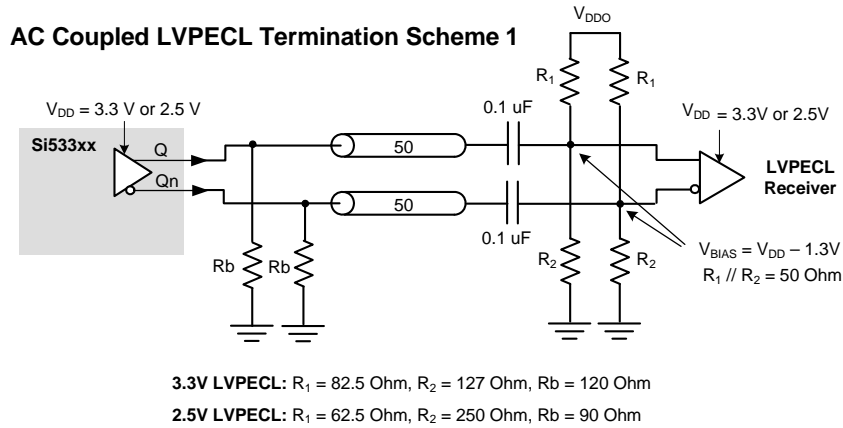 AC Coupled LVPECL Termination Scheme 1
VDDO
R1
R1
VDD = 3.3 V or 2.5 V
0.1 uF
VDD = 3.3V or 2.5V
Si533xx
Q
50
LVPECL
Receiver
Qn
50
0.1 uF
Rb
Rb
R2
R2
VBIAS = VDD – 1.3V
R1 // R2 = 50 Ohm
3.3V LVPECL: R1 = 82.5 Ohm, R2 = 127 Ohm, Rb = 120 Ohm
2.5V LVPECL: R1 = 62.5 Ohm, R2 = 250 Ohm, Rb = 90 Ohm